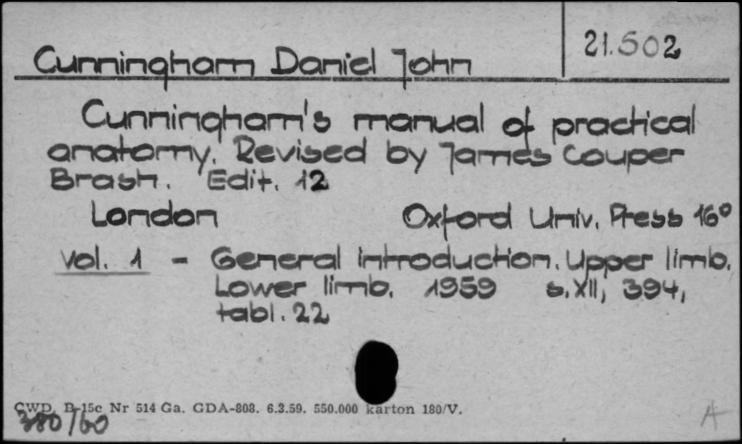 21.502
Cunningham Daniel John
Cunningham's manual of practical
anatomy. Revised by James Couper
Brash. Edit. 12
London Oxford Univ. Press 16°
vol. 1 - General introduction. Upper limb.
Lower limb. 1959 s. XII, 394,
tabl. 22
CWD. B-15c Nr 514 Ga. GDA-808. 6.3.59. 550.000 karton 180/V.
380/60
A